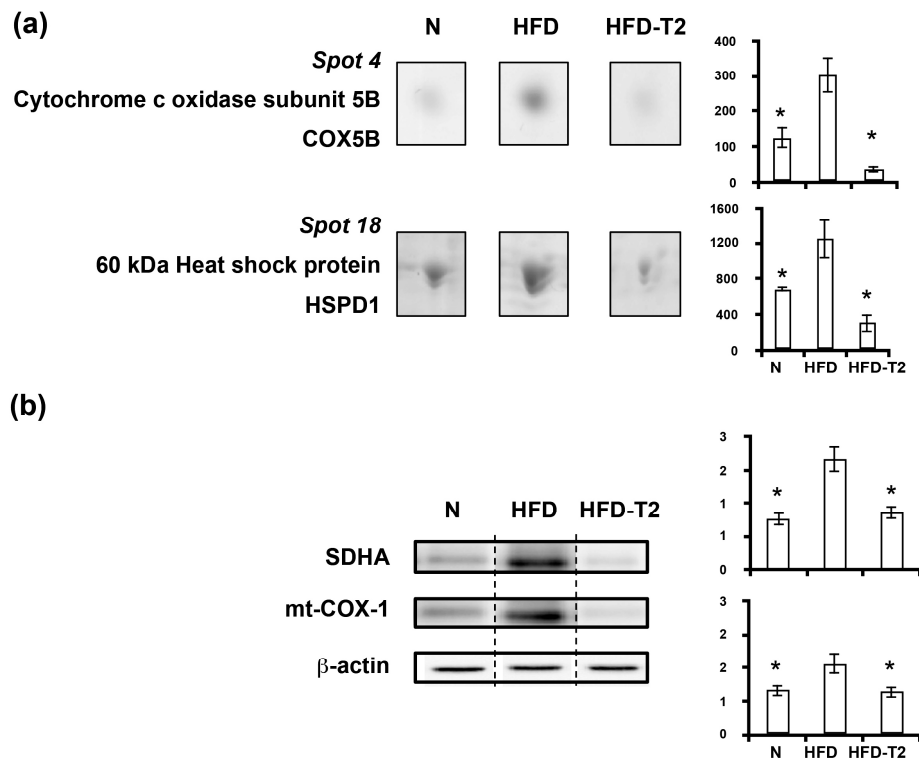 (a)
N HFD HFD-T2
Spot 4
Cytochrome c oxidase subunit 5B
COX5B
400
300
200
100
0
*
*
Spot 18
60 kDa Heat shock protein
HSPD1
1600
1200
800
400
0
*
*
N HFD HFD-T2
(b)
N HFD HFD-T2
SDHA
mt-COX-1
β-actin
3
2
2
1
1
0
*
*
3
2
2
1
0
*
*
N HFD HFD-T2